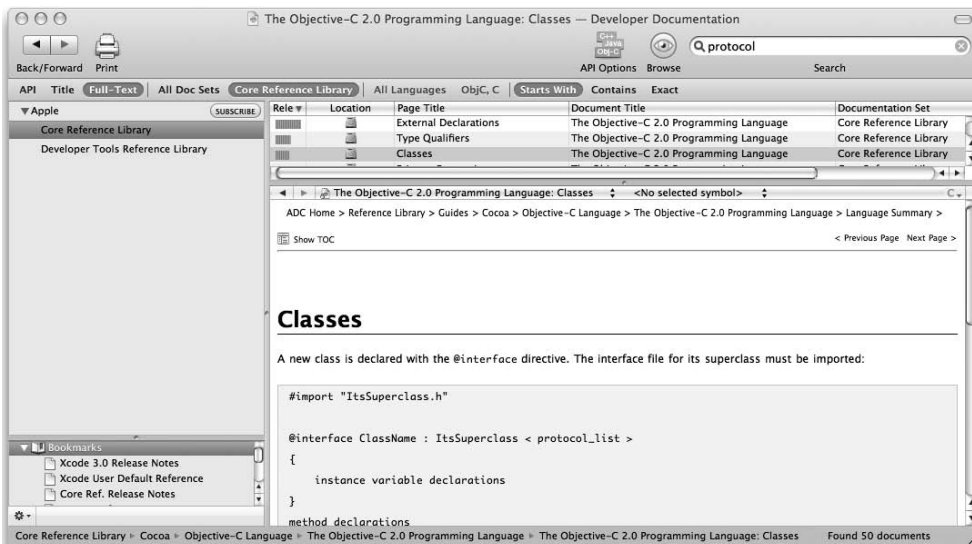 The Objective-C 2.0 Programming Language: Classes — Developer Documentation
C++ Java Obj-C
protocol
Back/Forward Print API Options Browse Search
API Title Full-Text All Doc Sets Core Reference Library All Languages ObjC, C Starts With Contains Exact
Apple SUBSCRIBE
Core Reference Library
Developer Tools Reference Library
Rele Location Page Title Document Title Documentation Set
External Declarations The Objective-C 2.0 Programming Language Core Reference Library
Type Qualifiers The Objective-C 2.0 Programming Language Core Reference Library
Classes The Objective-C 2.0 Programming Language Core Reference Library
The Objective-C 2.0 Programming Language: Classes <No selected symbol> C
ADC Home > Reference Library > Guides > Cocoa > Objective-C Language > The Objective-C 2.0 Programming Language > Language Summary >
Show TOC < Previous Page Next Page >
Classes
A new class is declared with the @interface directive. The interface file for its superclass must be imported:
#import "ItsSuperclass.h"
@interface ClassName : ItsSuperclass < protocol_list >
{
instance variable declarations
}
method declarations
Bookmarks
Xcode 3.0 Release Notes
Xcode User Default Reference
Core Ref. Release Notes
Core Reference Library Cocoa Objective-C Language The Objective-C 2.0 Programming Language The Objective-C 2.0 Programming Language: Classes Found 50 documents